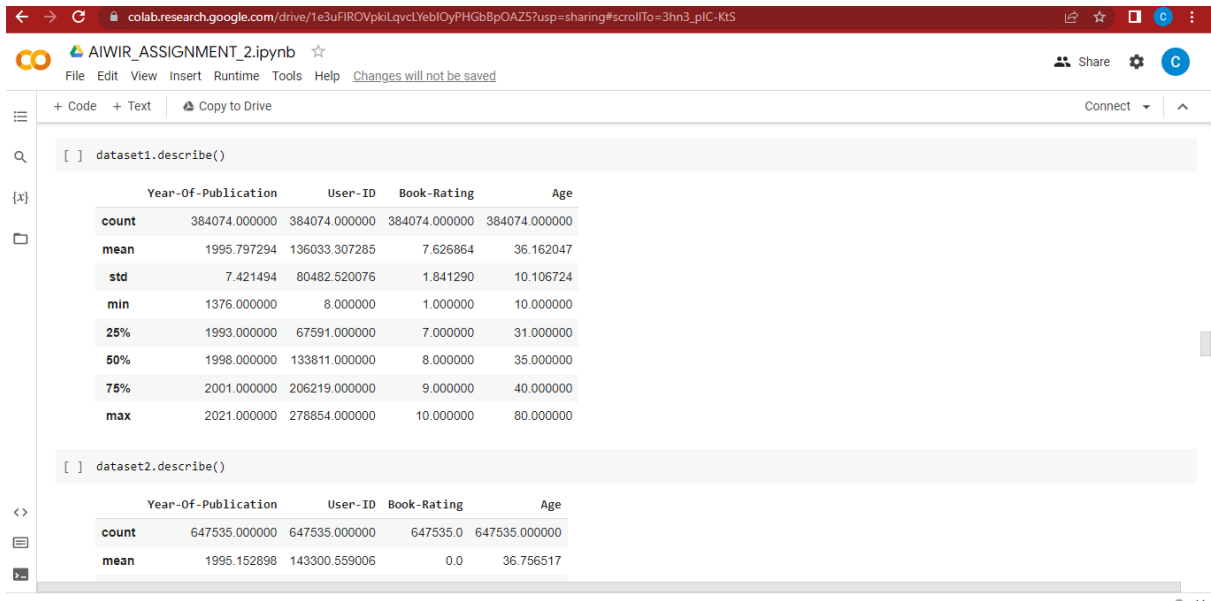 colab.research.google.com/drive/1e3uFIROVpkiLqvcLYebIOyPHGbBpOAZ5?usp=sharing#scrollTo=3hn3_pIC-KtS
C
CO AIWIR_ASSIGNMENT_2.ipynb
File Edit View Insert Runtime Tools Help Changes will not be saved
Share C
+ Code + Text Copy to Drive Connect
{x}
[ ] dataset1.describe()
Year-Of-Publication User-ID Book-Rating Age
count 384074.000000 384074.000000 384074.000000 384074.000000
mean 1995.797294 136033.307285 7.626864 36.162047
std 7.421494 80482.520076 1.841290 10.106724
min 1376.000000 8.000000 1.000000 10.000000
25% 1993.000000 67591.000000 7.000000 31.000000
50% 1998.000000 133811.000000 8.000000 35.000000
75% 2001.000000 206219.000000 9.000000 40.000000
max 2021.000000 278854.000000 10.000000 80.000000
[ ] dataset2.describe()
Year-Of-Publication User-ID Book-Rating Age
count 647535.000000 647535.000000 647535.0 647535.000000
mean 1995.152898 143300.559006 0.0 36.756517